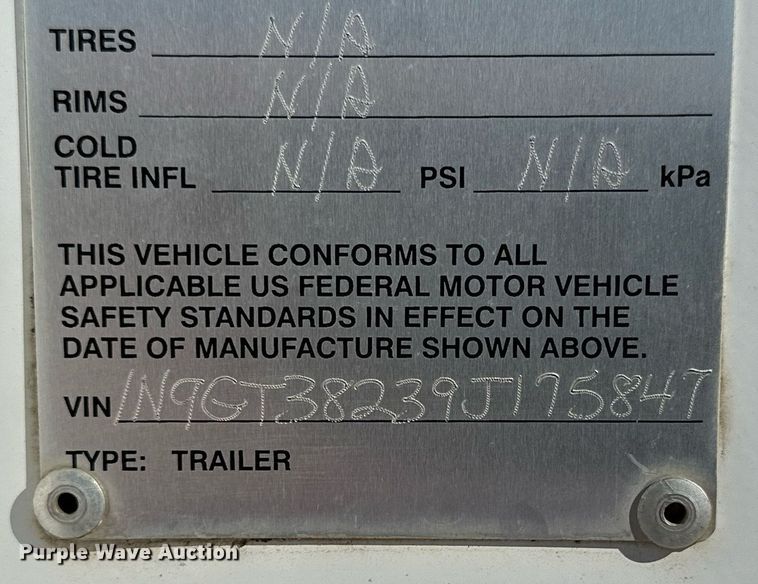 TIRES N/A
RIMS N/A
COLD
TIRE INFL N/A PSI N/A kPa
THIS VEHICLE CONFORMS TO ALL
APPLICABLE US FEDERAL MOTOR VEHICLE
SAFETY STANDARDS IN EFFECT ON THE
DATE OF MANUFACTURE SHOWN ABOVE.
VIN 1N9GT38239J175847
TYPE: TRAILER
Purple Wave Auction